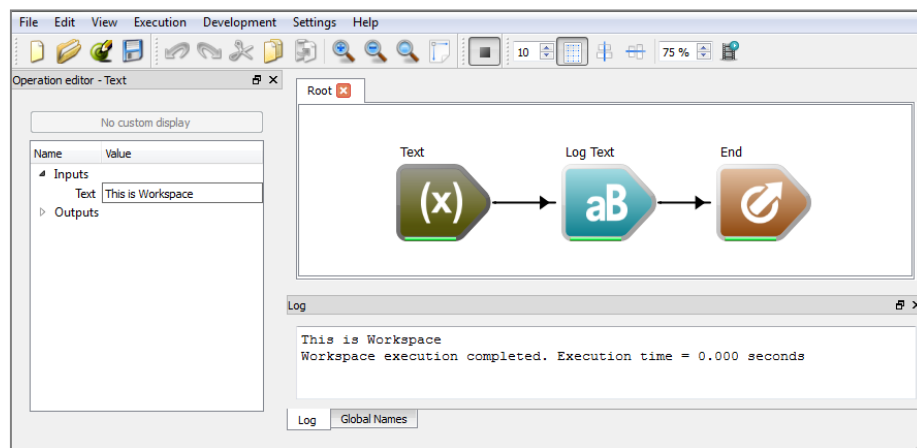 File Edit View Execution Development Settings Help
10 75 %
Operation editor - Text
No custom display
Name Value
Inputs
Text This is Workspace
Outputs
Root
Text Log Text End
(x) aB
Log
This is Workspace
Workspace execution completed. Execution time = 0.000 seconds
Log Global Names